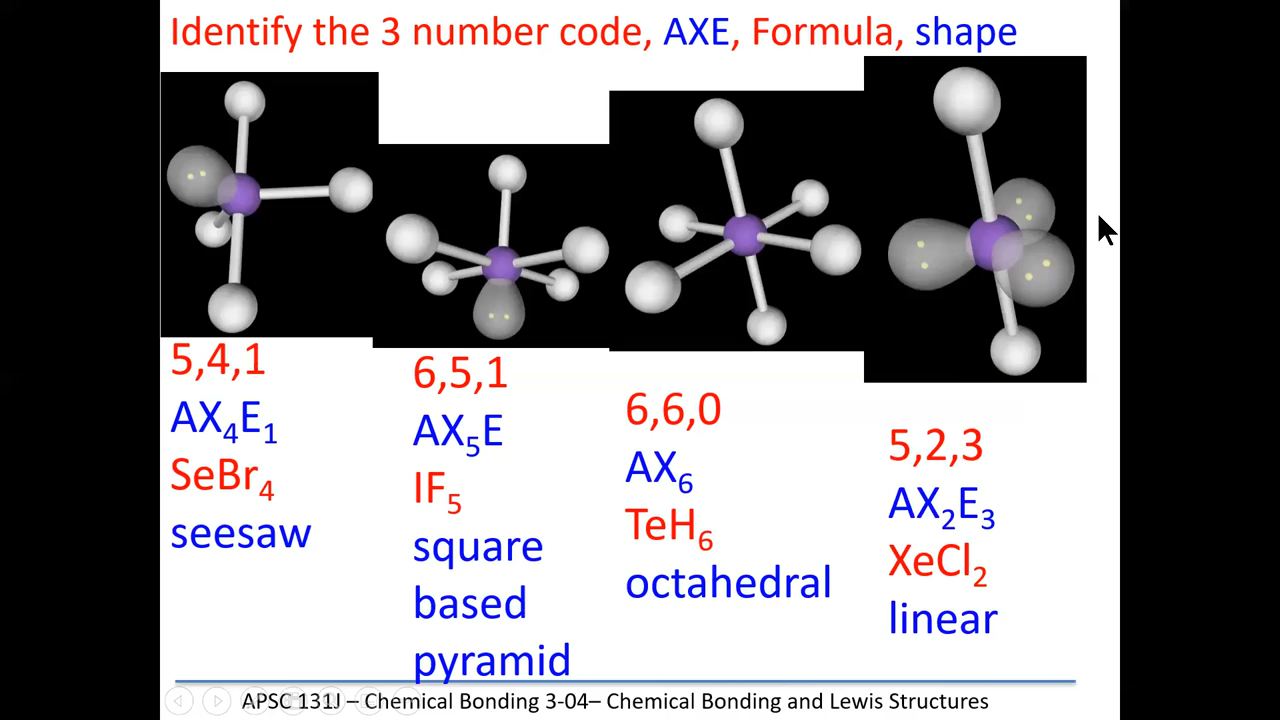 Identify the 3 number code, AXE, Formula, shape
5,4,1
AX₄E₁
SeBr₄
seesaw
6,5,1
AX₅E
IF₅
square
based
pyramid
6,6,0
AX₆
TeH₆
octahedral
5,2,3
AX₂E₃
XeCl₂
linear
APSC 131J – Chemical Bonding 3-04– Chemical Bonding and Lewis Structures